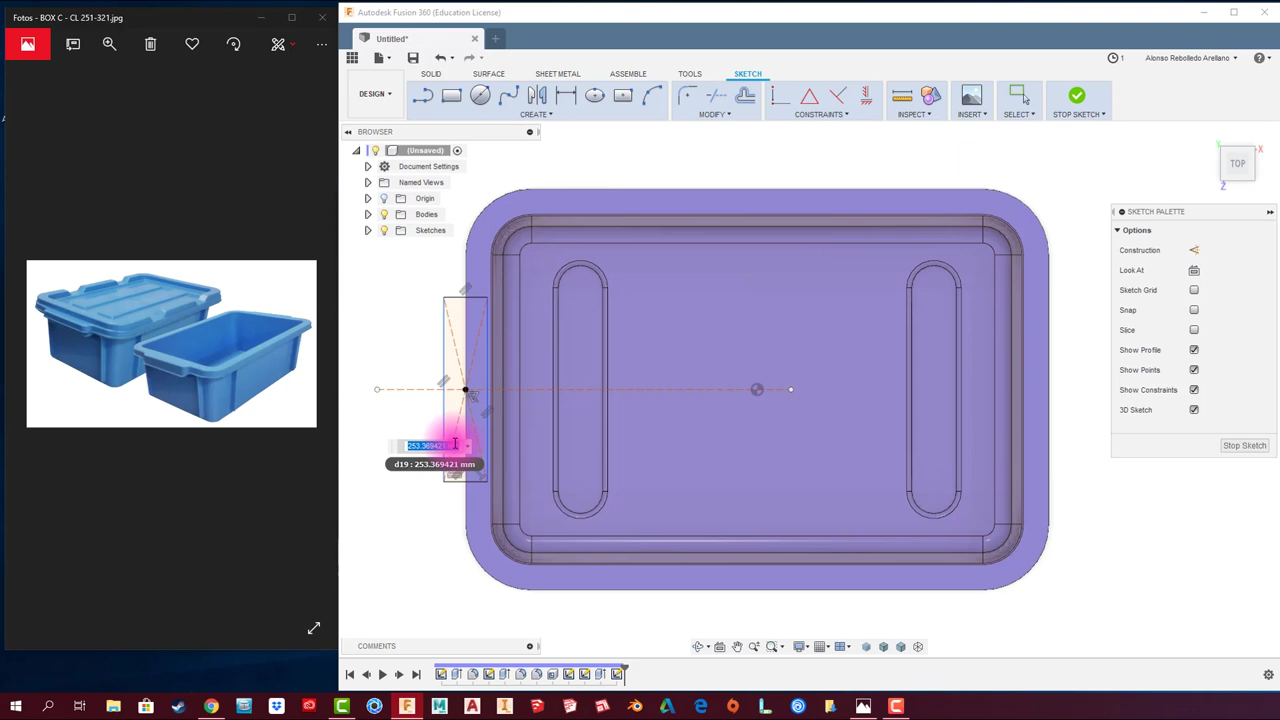 Fotos - BOX C - CL 251-321.jpg
Autodesk Fusion 360 (Education License)
Untitled*
1
Alonso Rebolledo Arellano
DESIGN
SOLID
SURFACE
SHEET METAL
ASSEMBLE
TOOLS
SKETCH
CREATE
MODIFY
CONSTRAINTS
INSPECT
INSERT
SELECT
STOP SKETCH
BROWSER
(Unsaved)
Document Settings
Named Views
Origin
Bodies
Sketches
TOP
X
Z
SKETCH PALETTE
Options
Construction
Look At
Sketch Grid
Snap
Slice
Show Profile
Show Points
Show Constraints
3D Sketch
Stop Sketch
253.369421
d19 : 253.369421 mm
COMMENTS